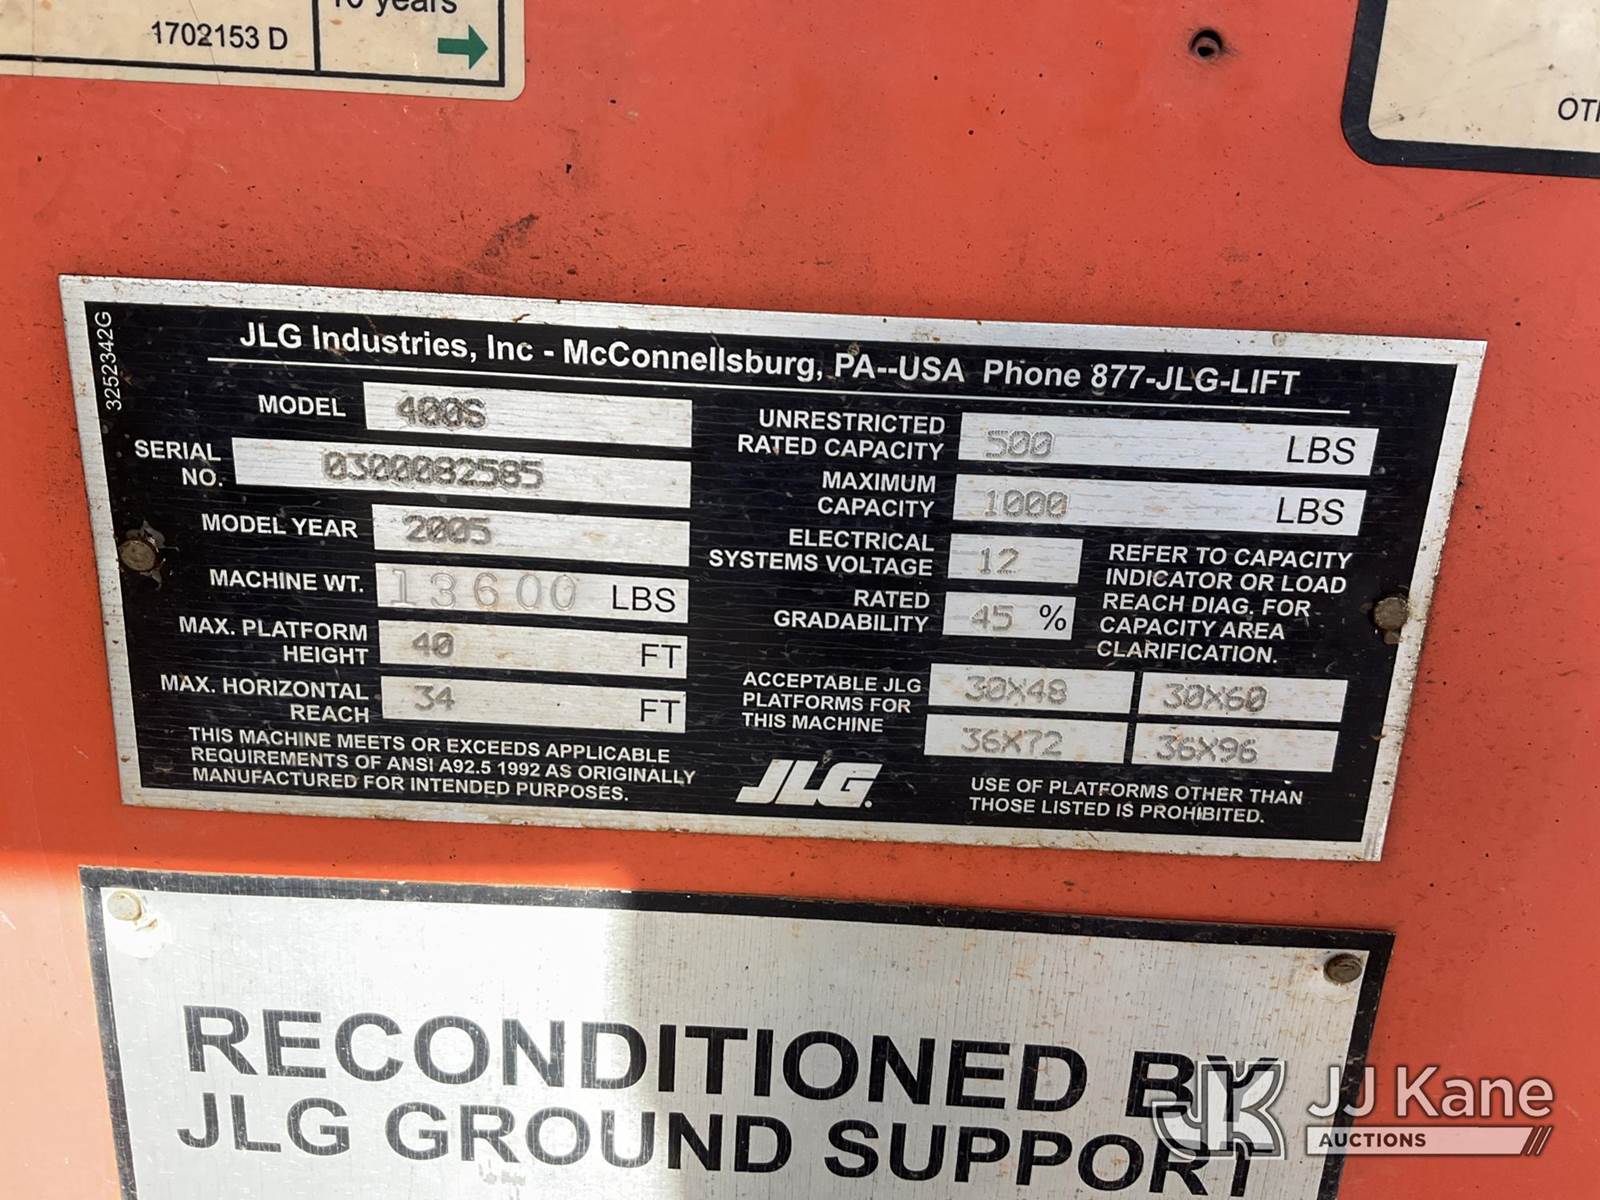 10 years
1702153 D
3252342G
JLG Industries, Inc - McConnellsburg, PA--USA Phone 877-JLG-LIFT
MODEL 400S
SERIAL NO. 0300082585
MODEL YEAR 2005
MACHINE WT. 13600 LBS
MAX. PLATFORM HEIGHT 40 FT
MAX. HORIZONTAL REACH 34 FT
THIS MACHINE MEETS OR EXCEEDS APPLICABLE
REQUIREMENTS OF ANSI A92.5 1992 AS ORIGINALLY
MANUFACTURED FOR INTENDED PURPOSES.
UNRESTRICTED
RATED CAPACITY 500 LBS
MAXIMUM
CAPACITY 1000 LBS
ELECTRICAL
SYSTEMS VOLTAGE 12
RATED
GRADABILITY 45 %
REFER TO CAPACITY
INDICATOR OR LOAD
REACH DIAG. FOR
CAPACITY AREA
CLARIFICATION.
ACCEPTABLE JLG
PLATFORMS FOR
THIS MACHINE
30X48 30X60
36X72 36X96
JLG.
USE OF PLATFORMS OTHER THAN
THOSE LISTED IS PROHIBITED.
RECONDITIONED BY
JLG GROUND SUPPORT
JK JJ Kane
AUCTIONS